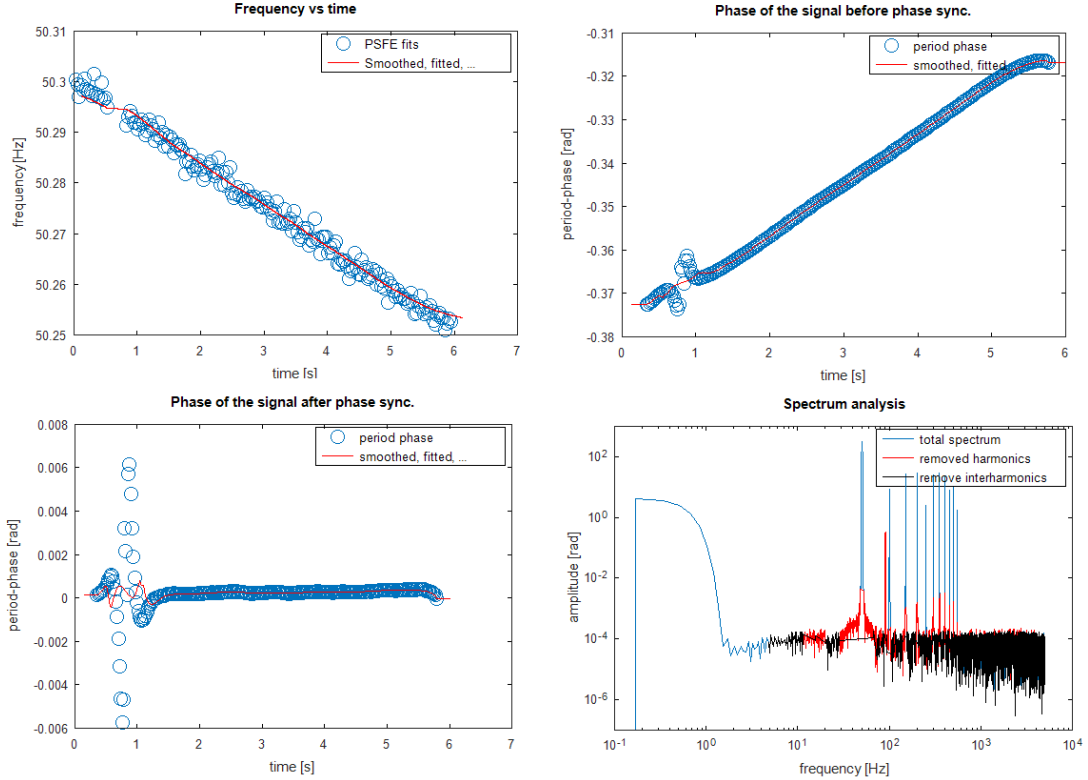 Frequency vs time
50.31
50.3
50.29
50.28
50.27
50.26
50.25
frequency [Hz]
PSFE fits
Smoothed, fitted, ...
0 1 2 3 4 5 6 7
time [s]
Phase of the signal before phase sync.
-0.31
-0.32
-0.33
-0.34
-0.35
-0.36
-0.37
-0.38
period-phase [rad]
period phase
smoothed, fitted
0 1 2 3 4 5 6
time [s]
Phase of the signal after phase sync.
0.008
0.006
0.004
0.002
0
-0.002
-0.004
-0.006
period-phase [rad]
period phase
smoothed, fitted, ...
0 1 2 3 4 5 6 7
time [s]
Spectrum analysis
10^2
10^0
10^-2
10^-4
10^-6
amplitude [rad]
total spectrum
removed harmonics
remove interharmonics
10^-1 10^0 10^1 10^2 10^3 10^4
frequency [Hz]